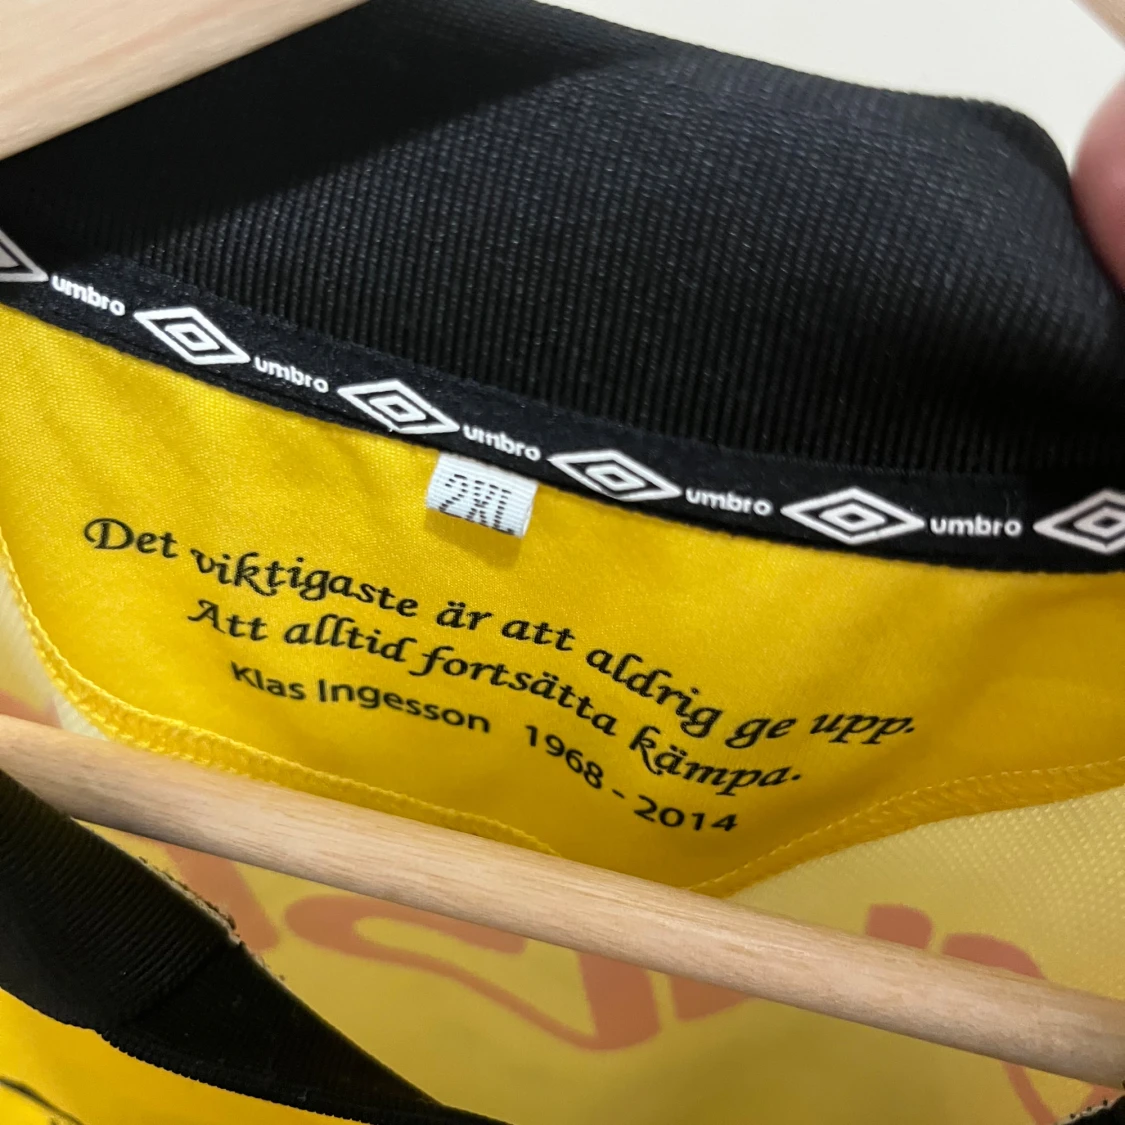 umbro umbro umbro umbro umbro
2XL
Det viktigaste är att aldrig ge upp.
Att alltid fortsätta kämpa.
Klas Ingesson 1968 - 2014